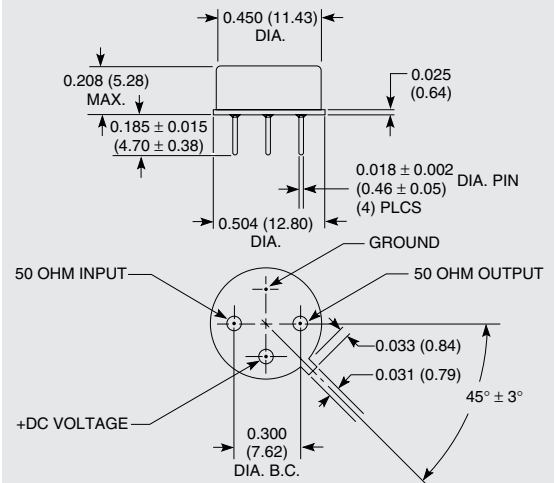 0.450 (11.43)
DIA.
0.208 (5.28)
MAX.
0.025
(0.64)
0.185 ± 0.015
(4.70 ± 0.38)
0.018 ± 0.002
(0.46 ± 0.05)
(4) PLCS
DIA. PIN
0.504 (12.80)
DIA.
GROUND
50 OHM INPUT
50 OHM OUTPUT
0.033 (0.84)
0.031 (0.79)
45° ± 3°
+DC VOLTAGE
0.300
(7.62)
DIA. B.C.